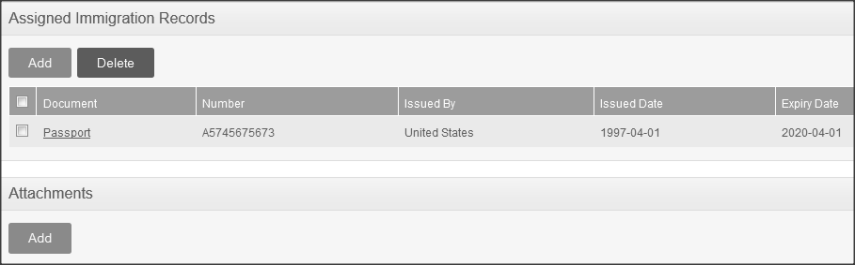 Assigned Immigration Records
Add Delete
Document Number Issued By Issued Date Expiry Date
Passport A5745675673 United States 1997-04-01 2020-04-01
Attachments
Add